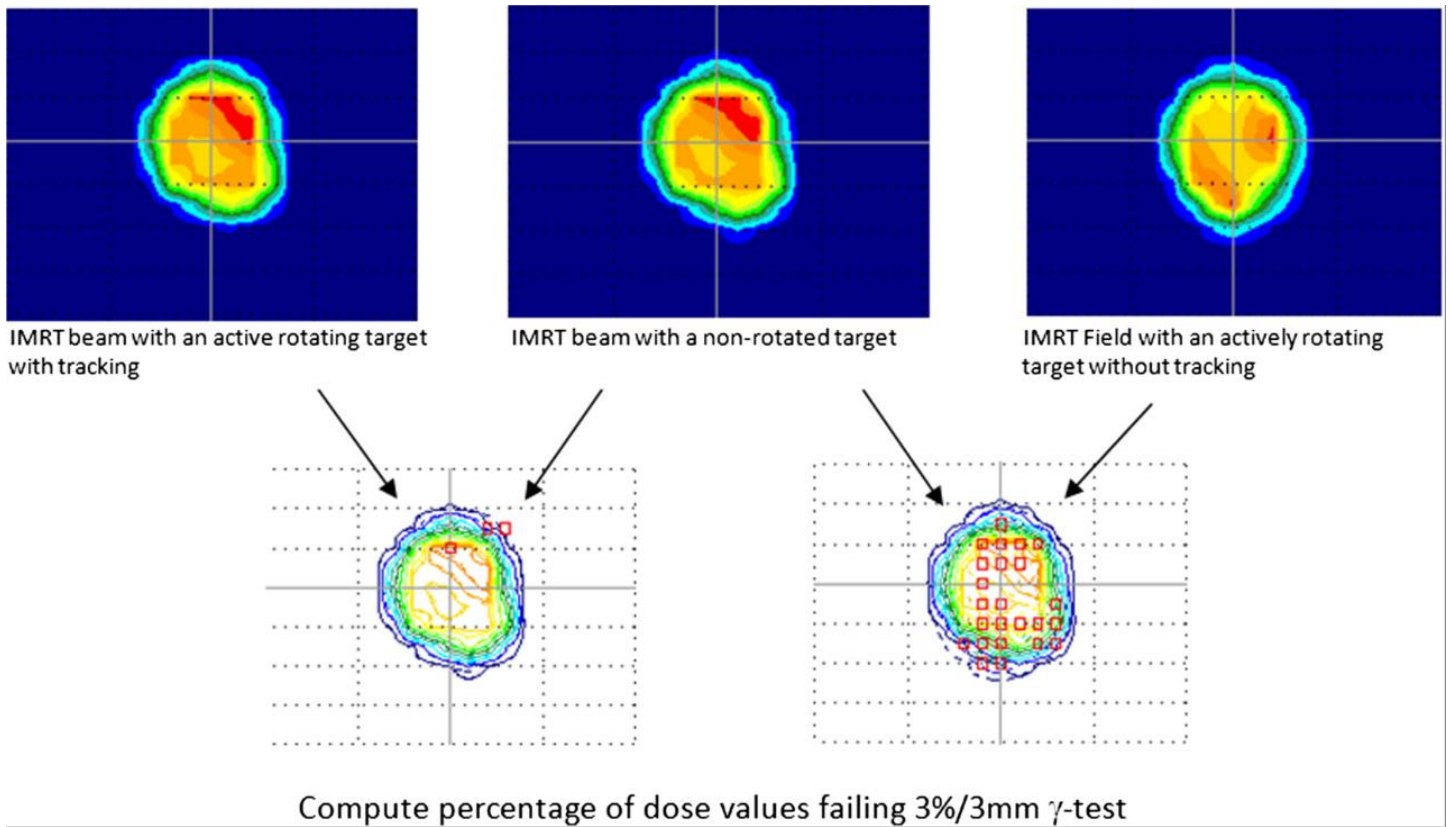 IMRT beam with an active rotating target
with tracking
IMRT beam with a non-rotated target
IMRT Field with an actively rotating
target without tracking
Compute percentage of dose values failing 3%/3mm γ-test